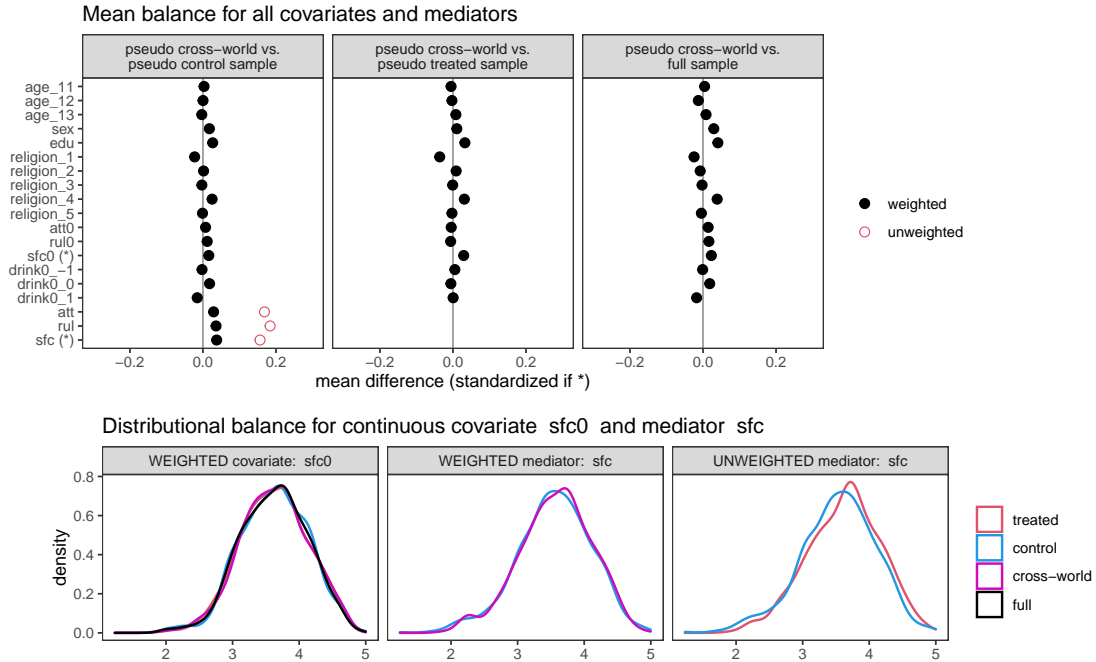 Mean balance for all covariates and mediators
pseudo cross−world vs.
pseudo control sample
pseudo cross−world vs.
pseudo treated sample
pseudo cross−world vs.
full sample
age_11
age_12
age_13
sex
edu
religion_1
religion_2
religion_3
religion_4
religion_5
att0
rul0
sfc0 (*)
drink0_−1
drink0_0
drink0_1
att
rul
sfc (*)
−0.2 0.0 0.2
−0.2 0.0 0.2
−0.2 0.0 0.2
mean difference (standardized if *)
weighted
unweighted
Distributional balance for continuous covariate sfc0 and mediator sfc
WEIGHTED covariate: sfc0
WEIGHTED mediator: sfc
UNWEIGHTED mediator: sfc
density
0.8
0.6
0.4
0.2
0.0
2 3 4 5
2 3 4 5
2 3 4 5
treated
control
cross−world
full